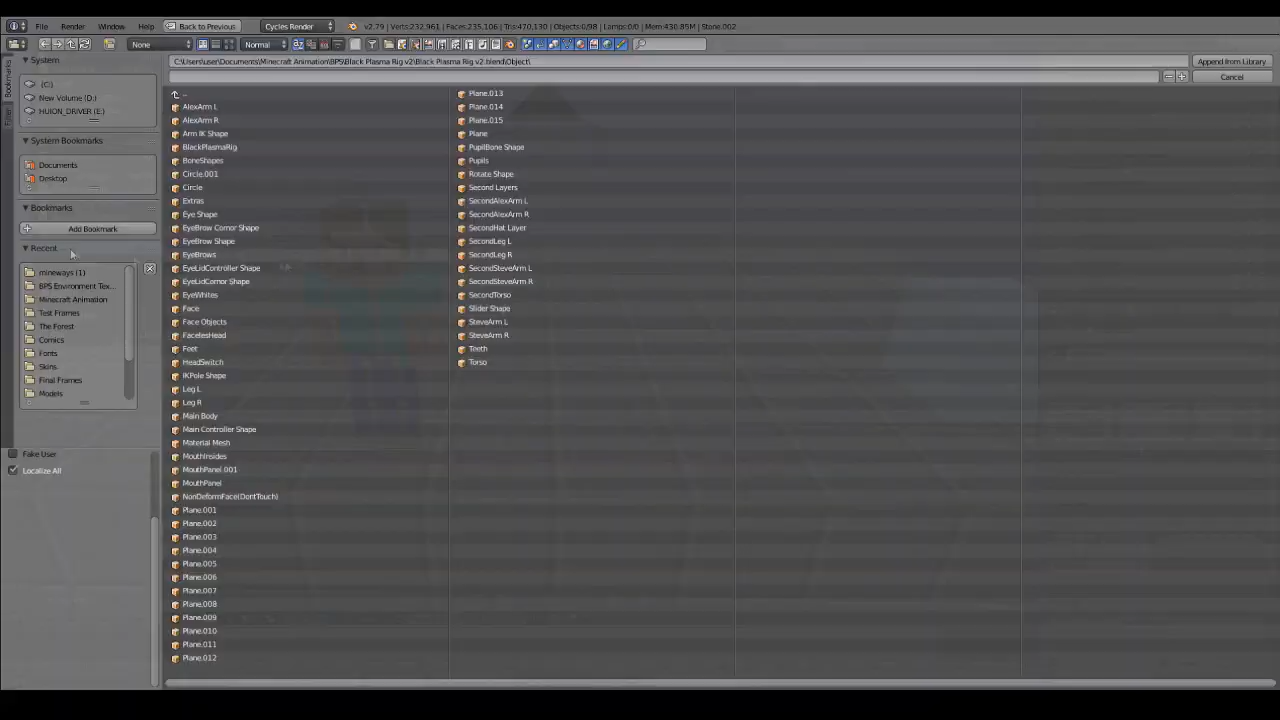 File Render Window Help Back to Previous Cycles Render v2.79 | Verts:232,961 | Faces:235,106 | Tris:470,130 | Objects:0/98 | Lamps:0/0 | Mem:430.85M | Stone.002
None Normal
System
(C:)
New Volume (D:)
HUION_DRIVER (E:)
System Bookmarks
Documents
Desktop
Bookmarks
Add Bookmark
Recent
mineways (1)
BPS Environment Tex...
Minecraft Animation
Test Frames
The Forest
Comics
Fonts
Skins
Final Frames
Models
Fake User
Localize All
Bookmarks
Filter
C:\Users\user\Documents\Minecraft Animation\BPS\Black Plasma Rig v2\Black Plasma Rig v2.blend\Object\
Append from Library
Cancel
..
AlexArm L
AlexArm R
Arm IK Shape
BlackPlasmaRig
BoneShapes
Circle.001
Circle
Extras
Eye Shape
EyeBrow Cornor Shape
EyeBrow Shape
EyeBrows
EyeLidController Shape
EyeLidCornor Shape
EyeWhites
Face
Face Objects
FacelesHead
Feet
HeadSwitch
IKPole Shape
Leg L
Leg R
Main Body
Main Controller Shape
Material Mesh
MouthInsides
MouthPanel.001
MouthPanel
NonDeformFace(DontTouch)
Plane.001
Plane.002
Plane.003
Plane.004
Plane.005
Plane.006
Plane.007
Plane.008
Plane.009
Plane.010
Plane.011
Plane.012
Plane.013
Plane.014
Plane.015
Plane
PupilBone Shape
Pupils
Rotate Shape
Second Layers
SecondAlexArm L
SecondAlexArm R
SecondHat Layer
SecondLeg L
SecondLeg R
SecondSteveArm L
SecondSteveArm R
SecondTorso
Slider Shape
SteveArm L
SteveArm R
Teeth
Torso